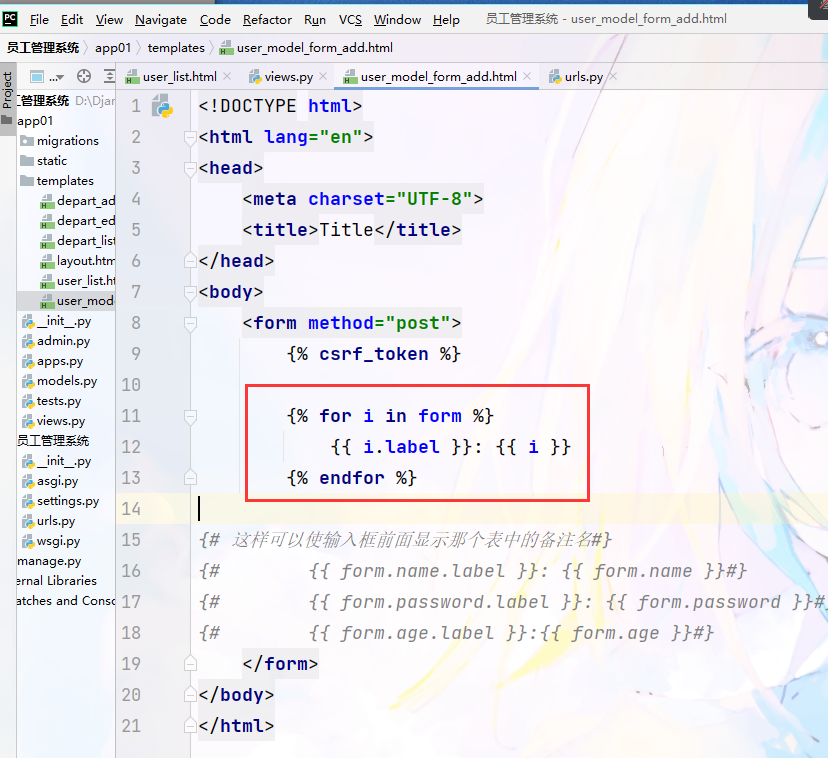 File Edit View Navigate Code Refactor Run VCS Window Help 员工管理系统 - user_model_form_add.html
员工管理系统 app01 templates user_model_form_add.html
Project
... user_list.html views.py user_model_form_add.html urls.py
工管理系统 D:\Djan
app01
migrations
static
templates
depart_ad
depart_ed
depart_list
layout.htm
user_list.ht
user_mod
__init__.py
admin.py
apps.py
models.py
tests.py
views.py
员工管理系统
__init__.py
asgi.py
settings.py
urls.py
wsgi.py
manage.py
ernal Libraries
atches and Consc
1 <!DOCTYPE html>
2 <html lang="en">
3 <head>
4 <meta charset="UTF-8">
5 <title>Title</title>
6 </head>
7 <body>
8 <form method="post">
9 {% csrf_token %}
10
11 {% for i in form %}
12 {{ i.label }}: {{ i }}
13 {% endfor %}
14
15 {# 这样可以使输入框前面显示那个表中的备注名#}
16 {# {{ form.name.label }}: {{ form.name }}#}
17 {# {{ form.password.label }}: {{ form.password }}#
18 {# {{ form.age.label }}:{{ form.age }}#}
19 </form>
20 </body>
21 </html>